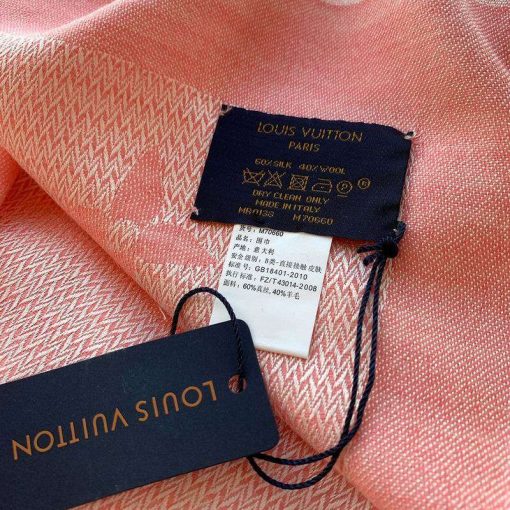 LOUIS VUITTON
PARIS
60%SILK 40%WOOL
P
DRY CLEAN ONLY
MADE IN ITALY
MR0138 M70660
货号: M70660
品名: 围巾
产地: 意大利
安全级别: B类-直接接触皮肤
标准号: GB18401-2010
执行标准: FZ/T43014-2008
面料: 60%真丝,40%羊毛
LOUIS VUITTON